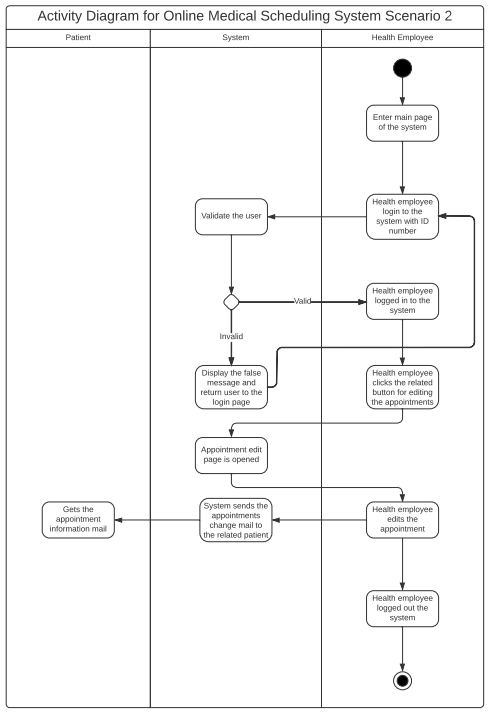 Activity Diagram for Online Medical Scheduling System Scenario 2
Patient
System
Health Employee
Enter main page
of the system
Health employee
login to the
system with ID
number
Validate the user
Valid
Health employee
logged in to the
system
Invalid
Display the false
message and
return user to the
login page
Health employee
clicks the related
button for editing
the appointments
Appointment edit
page is opened
Gets the
appointment
information mail
System sends the
appointments
change mail to
the related patient
Health employee
edits the
appointment
Health employee
logged out the
system